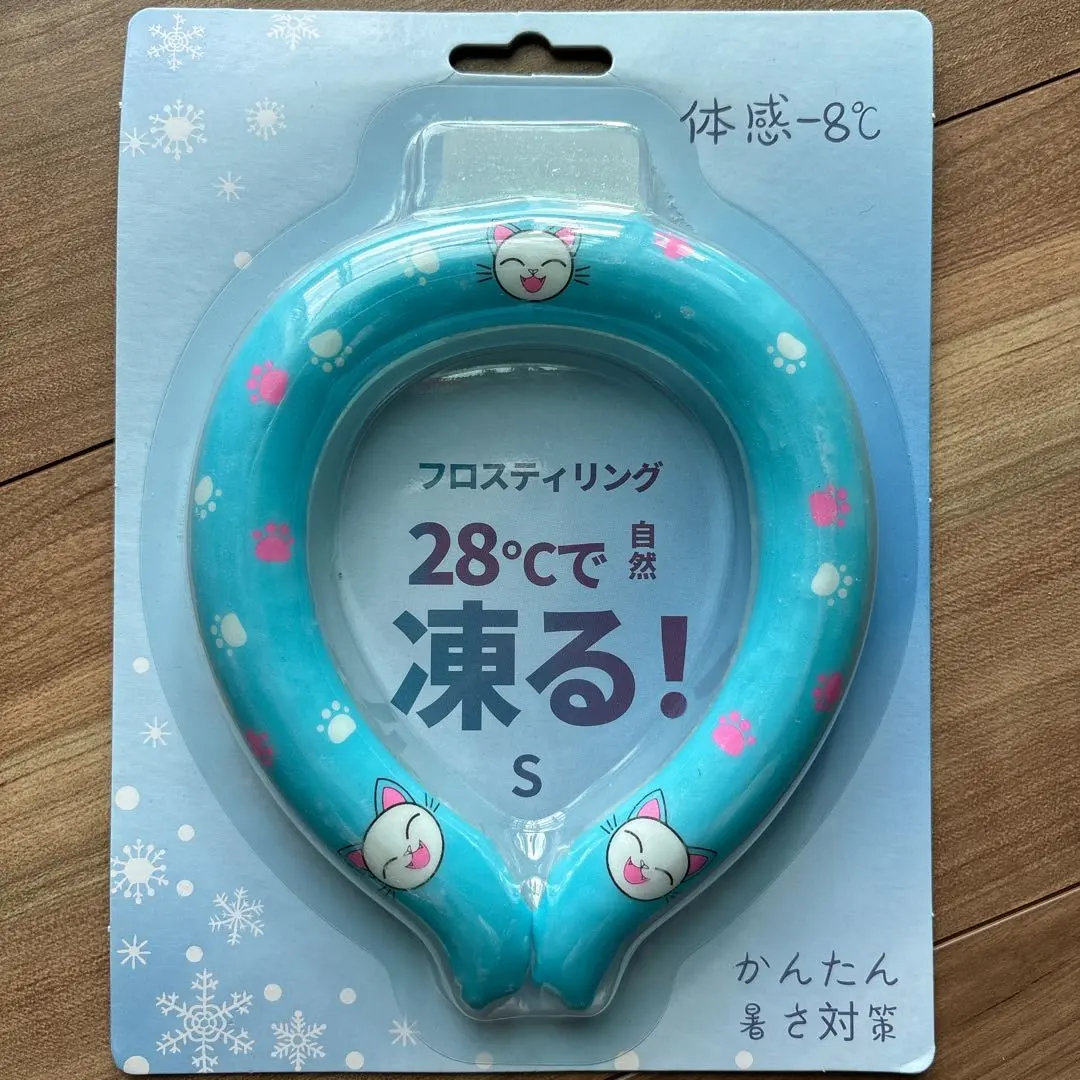 体感-8℃
フロスティリング
28℃で自然
凍る!
S
かんたん
暑さ対策